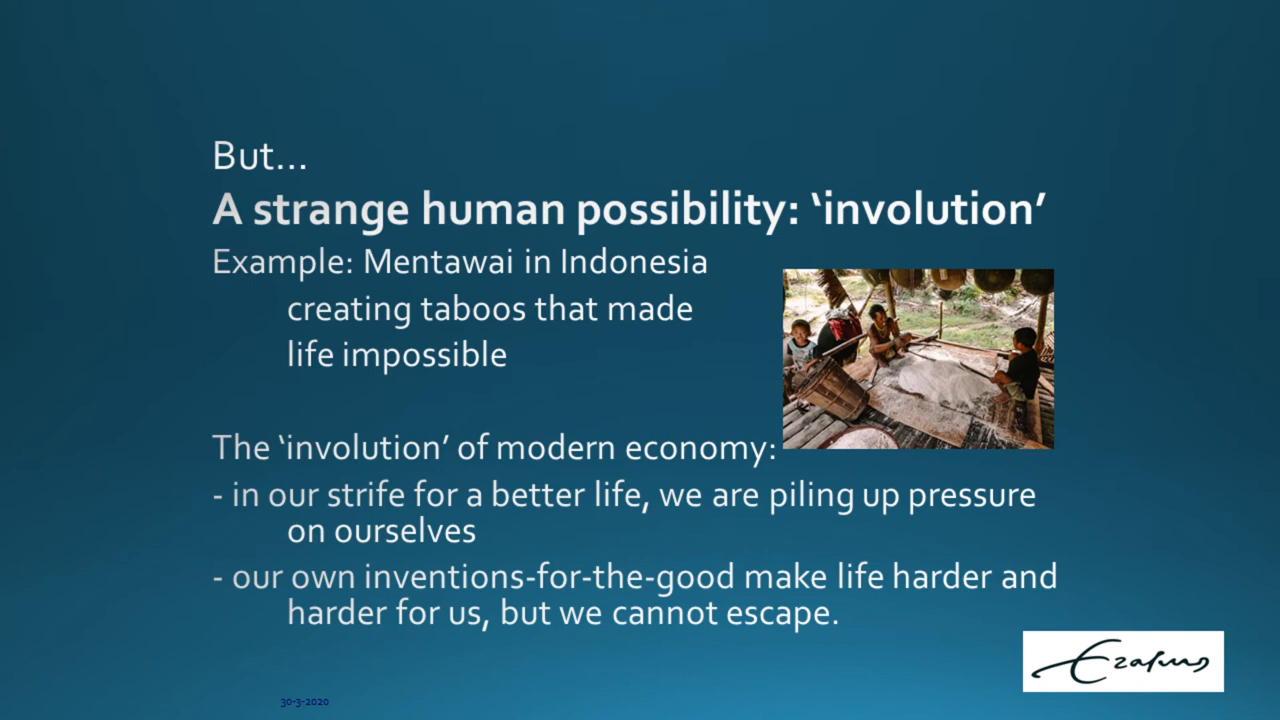 But...
A strange human possibility: ‘involution’
Example: Mentawai in Indonesia
creating taboos that made
life impossible
The ‘involution’ of modern economy:
- in our strife for a better life, we are piling up pressure
on ourselves
- our own inventions-for-the-good make life harder and
harder for us, but we cannot escape.
Erasmus
30-3-2020